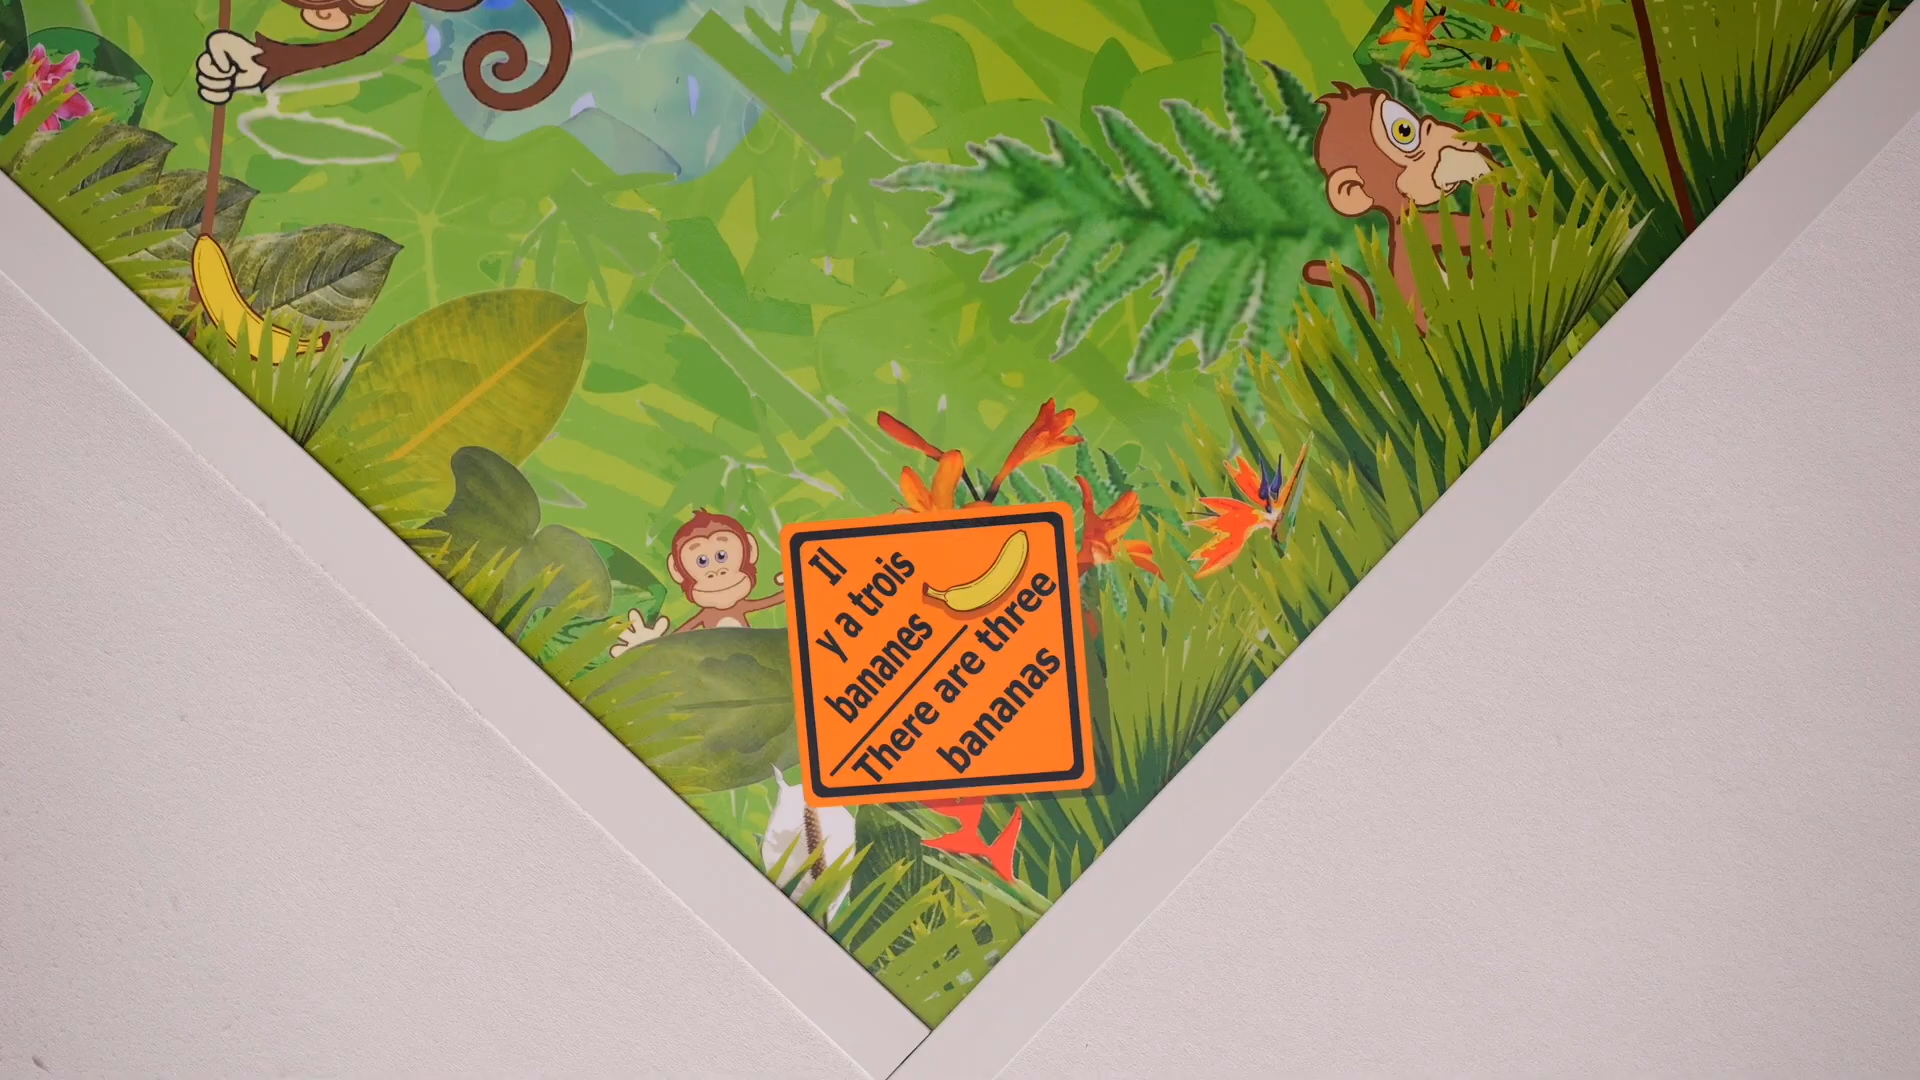 Il
y a trois
bananes
There are three
bananas